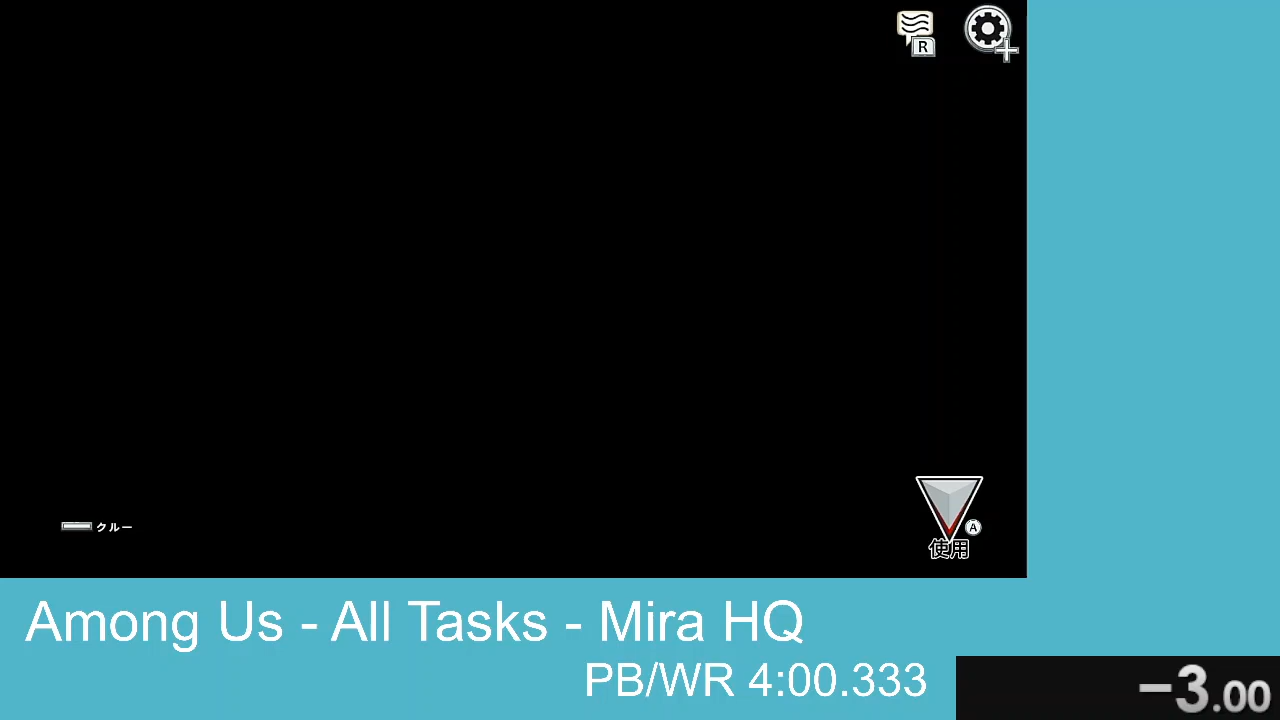 R
クルー
A
使用
Among Us - All Tasks - Mira HQ
PB/WR 4:00.333
-3.00